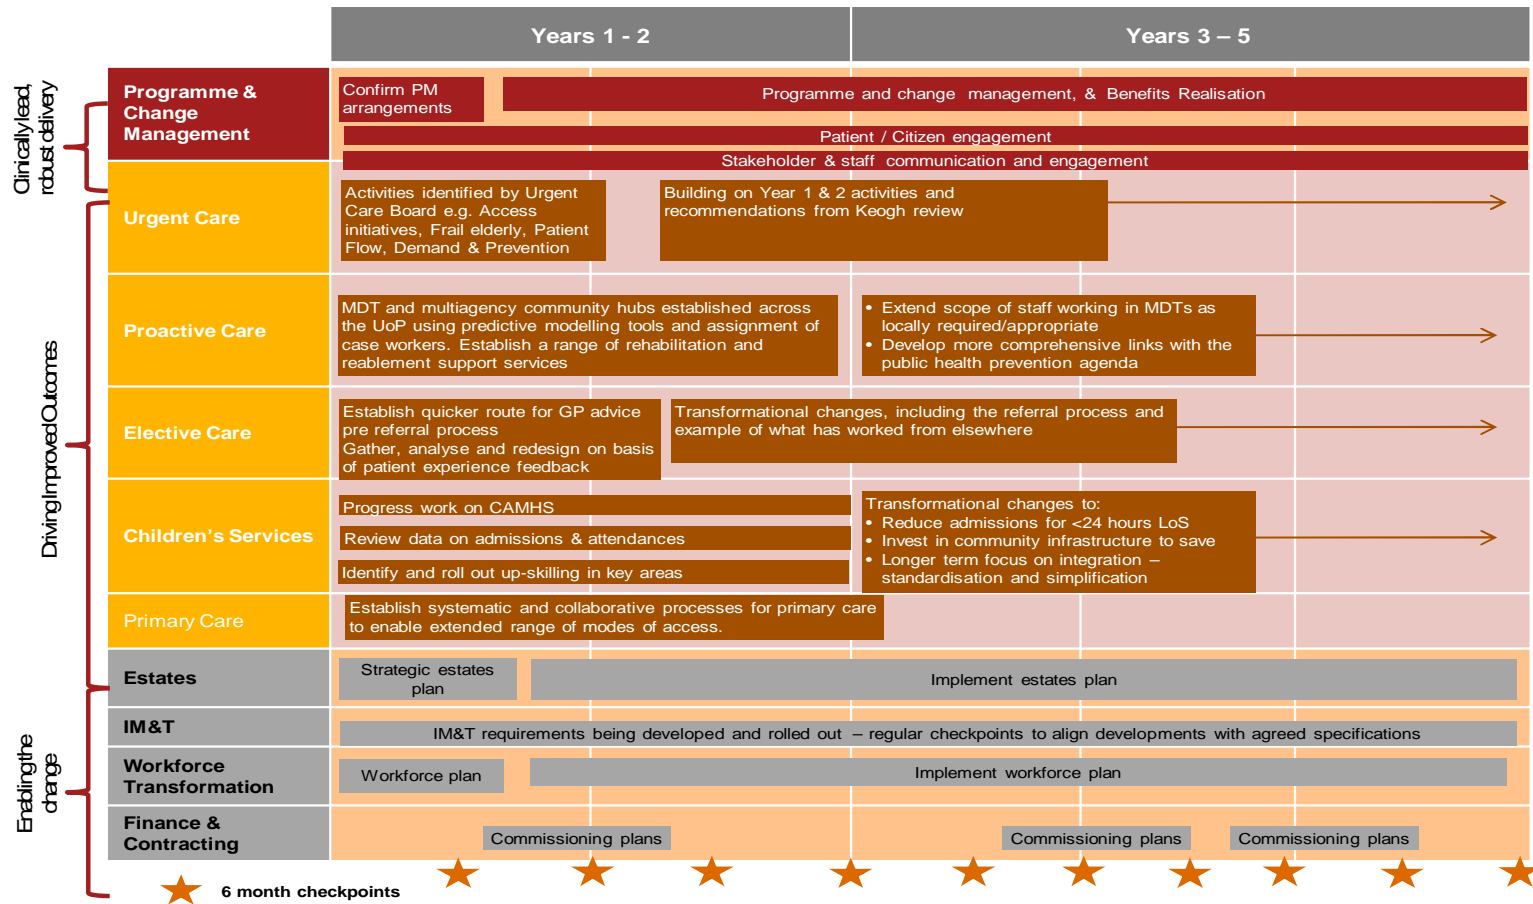 Years 1 - 2
Years 3 – 5
Clinically lead,
robust delivery
Programme &
Change
Management
Confirm PM
arrangements
Programme and change management, & Benefits Realisation
Patient / Citizen engagement
Stakeholder & staff communication and engagement
Driving Improved Outcomes
Urgent Care
Activities identified by Urgent
Care Board e.g. Access
initiatives, Frail elderly, Patient
Flow, Demand & Prevention
Building on Year 1 & 2 activities and
recommendations from Keogh review
Proactive Care
MDT and multiagency community hubs established across
the UoP using predictive modelling tools and assignment of
case workers. Establish a range of rehabilitation and
reablement support services
• Extend scope of staff working in MDTs as
locally required/appropriate
• Develop more comprehensive links with the
public health prevention agenda
Elective Care
Establish quicker route for GP advice
pre referral process
Gather, analyse and redesign on basis
of patient experience feedback
Transformational changes, including the referral process and
example of what has worked from elsewhere
Children's Services
Progress work on CAMHS
Review data on admissions & attendances
Identify and roll out up-skilling in key areas
Transformational changes to:
• Reduce admissions for <24 hours LoS
• Invest in community infrastructure to save
• Longer term focus on integration –
standardisation and simplification
Primary Care
Establish systematic and collaborative processes for primary care
to enable extended range of modes of access.
Enabling the
change
Estates
Strategic estates
plan
Implement estates plan
IM&T
IM&T requirements being developed and rolled out – regular checkpoints to align developments with agreed specifications
Workforce
Transformation
Workforce plan
Implement workforce plan
Finance &
Contracting
Commissioning plans
Commissioning plans
Commissioning plans
6 month checkpoints